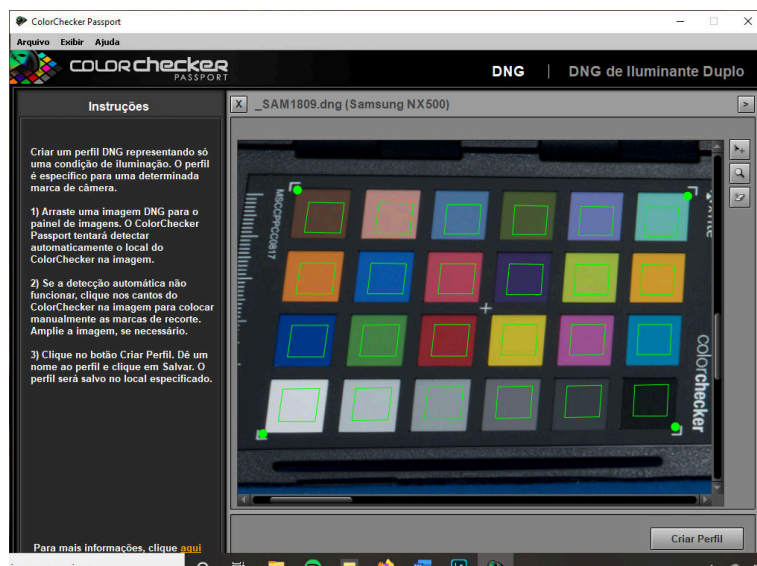 ColorChecker Passport
Arquivo Exibir Ajuda
COLOR checker
PASSPORT
DNG | DNG de Iluminante Duplo
Instruções
X _SAM1809.dng (Samsung NX500) >
Criar um perfil DNG representando só
uma condição de iluminação. O perfil
é específico para uma determinada
marca de câmera.
1) Arraste uma imagem DNG para o
painel de imagens. O ColorChecker
Passport tentará detectar
automaticamente o local do
ColorChecker na imagem.
2) Se a detecção automática não
funcionar, clique nos cantos do
ColorChecker na imagem para colocar
manualmente as marcas de recorte.
Amplie a imagem, se necessário.
3) Clique no botão Criar Perfil. Dê um
nome ao perfil e clique em Salvar. O
perfil será salvo no local especificado.
MSCCPPCC0817
colorchecker
Para mais informações, clique aqui
Criar Perfil